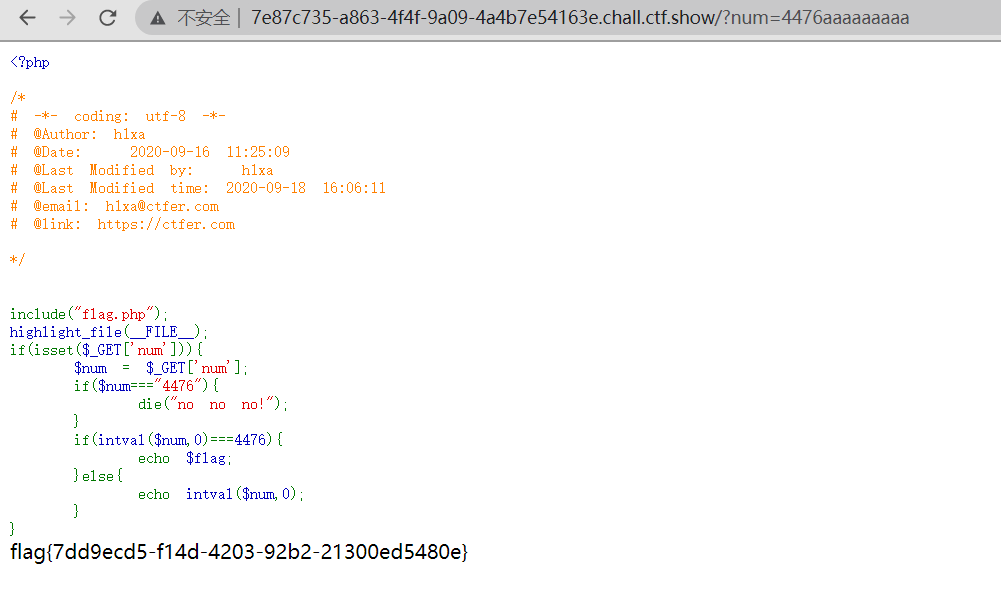 不安全 | 7e87c735-a863-4f4f-9a09-4a4b7e54163e.chall.ctf.show/?num=4476aaaaaaaaa
<?php
/*
# -*- coding: utf-8 -*-
# @Author: h1xa
# @Date:   2020-09-16 11:25:09
# @Last Modified by:   h1xa
# @Last Modified time: 2020-09-18 16:06:11
# @email: h1xa@ctfer.com
# @link: https://ctfer.com
*/
include("flag.php");
highlight_file(__FILE__);
if(isset($_GET['num'])){
    $num = $_GET['num'];
    if($num==="4476"){
        die("no no no!");
    }
    if(intval($num,0)===4476){
        echo $flag;
    }else{
        echo intval($num,0);
    }
}
flag{7dd9ecd5-f14d-4203-92b2-21300ed5480e}